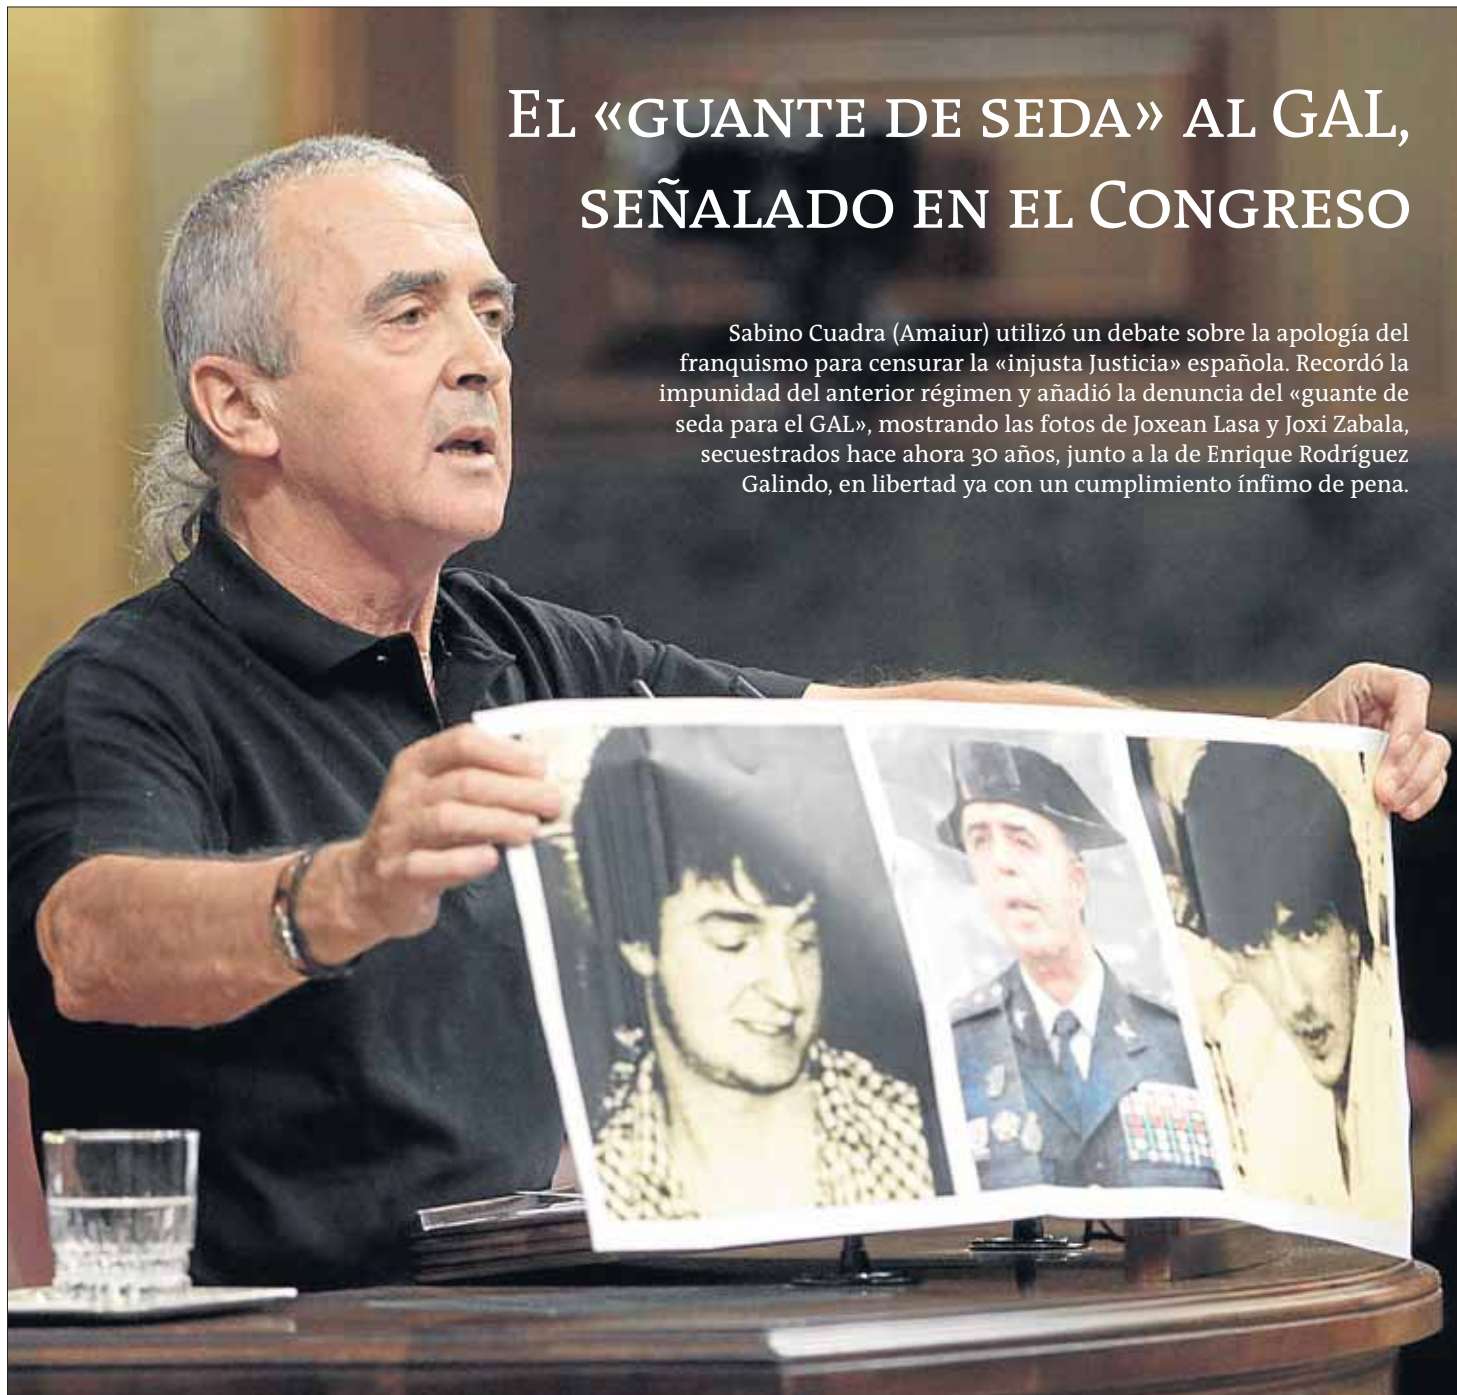 El «guante de seda» al GAL,
señalado en el Congreso
Sabino Cuadra (Amaiur) utilizó un debate sobre la apología del
franquismo para censurar la «injusta Justicia» española. Recordó la
impunidad del anterior régimen y añadió la denuncia del «guante de
seda para el GAL», mostrando las fotos de Joxean Lasa y Joxi Zabala,
secuestrados hace ahora 30 años, junto a la de Enrique Rodríguez
Galindo, en libertad ya con un cumplimiento ínfimo de pena.